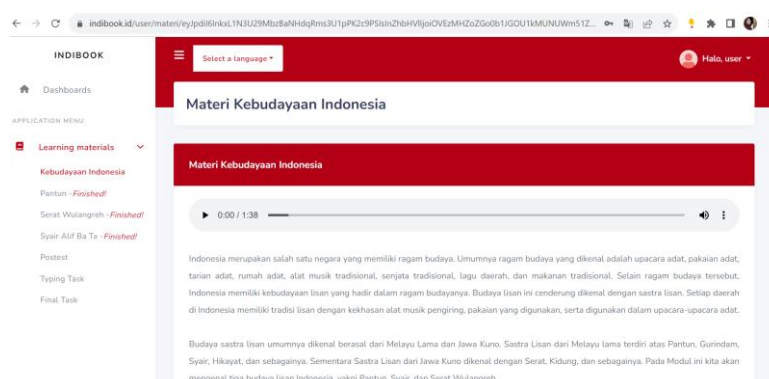 INDIBOOK
Select a language
Halo, user
Dashboards
APPLICATION MENU
Learning materials
Kebudayaan Indonesia
Pantun -Finished!
Serat Wulangreh -Finished!
Syair Alif Ba Ta -Finished!
Postest
Typing Task
Final Task
Materi Kebudayaan Indonesia
Materi Kebudayaan Indonesia
0:00 / 1:38
Indonesia merupakan salah satu negara yang memiliki ragam budaya. Umumnya ragam budaya yang dikenal adalah upacara adat, pakaian adat,
tarian adat, rumah adat, alat musik tradisional, senjata tradisional, lagu daerah, dan makanan tradisional. Selain ragam budaya tersebut,
Indonesia memiliki kebudayaan lisan yang hadir dalam ragam budayanya. Budaya lisan ini cenderung dikenal dengan sastra lisan. Setiap daerah
di Indonesia memiliki tradisi lisan dengan kekhasan alat musik pengiring, pakaian yang digunakan, serta digunakan dalam upacara-upacara adat.
Budaya sastra lisan umumnya dikenal berasal dari Melayu Lama dan Jawa Kuno. Sastra Lisan dari Melayu lama terdiri atas Pantun, Gurindam,
Syair, Hikayat, dan sebagainya. Sementara Sastra Lisan dari Jawa Kuno dikenal dengan Serat, Kidung, dan sebagainya. Pada Modul ini kita akan
mengenal tiga budaya lisan Indonesia, yakni Pantun, Syair, dan Serat Wulangreh.